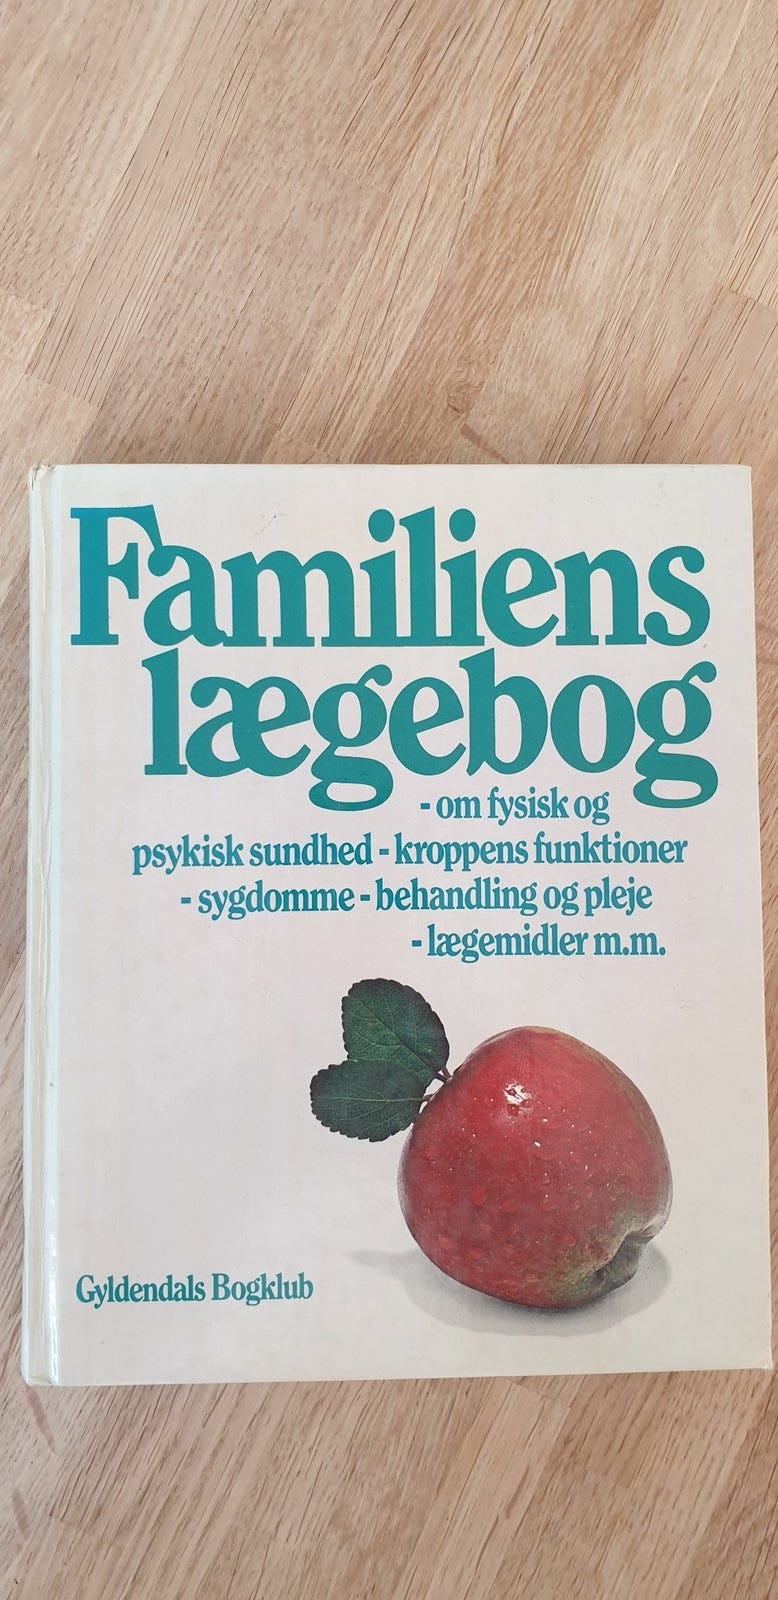 Familiens
lægebog
- om fysisk og
psykisk sundhed - kroppens funktioner
- sygdomme - behandling og pleje
- lægemidler m.m.
Gyldendals Bogklub